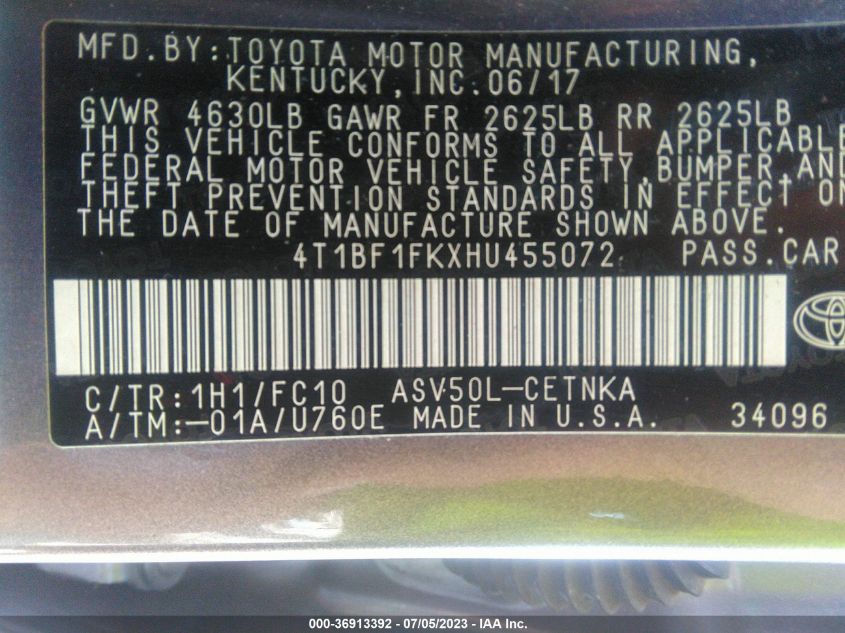 MFD. BY: TOYOTA MOTOR MANUFACTURING,
KENTUCKY, INC. 06/17
GVWR 4630LB GAWR FR 2625LB RR 2625LB
THIS VEHICLE CONFORMS TO ALL APPLICABLE
FEDERAL MOTOR VEHICLE SAFETY, BUMPER, AND
THEFT PREVENTION STANDARDS IN EFFECT ON
THE DATE OF MANUFACTURE SHOWN ABOVE.
4T1BF1FKXHU455072 PASS. CAR
C/TR: 1H1/FC10 ASV50L-CETNKA
A/TM: -01A/U760E MADE IN U.S.A. 34096
000-36913392 - 07/05/2023 - IAA Inc.